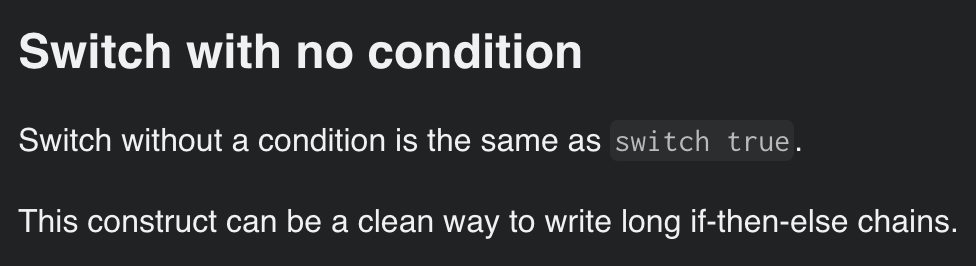 Switch with no condition
Switch without a condition is the same as switch true.
This construct can be a clean way to write long if-then-else chains.